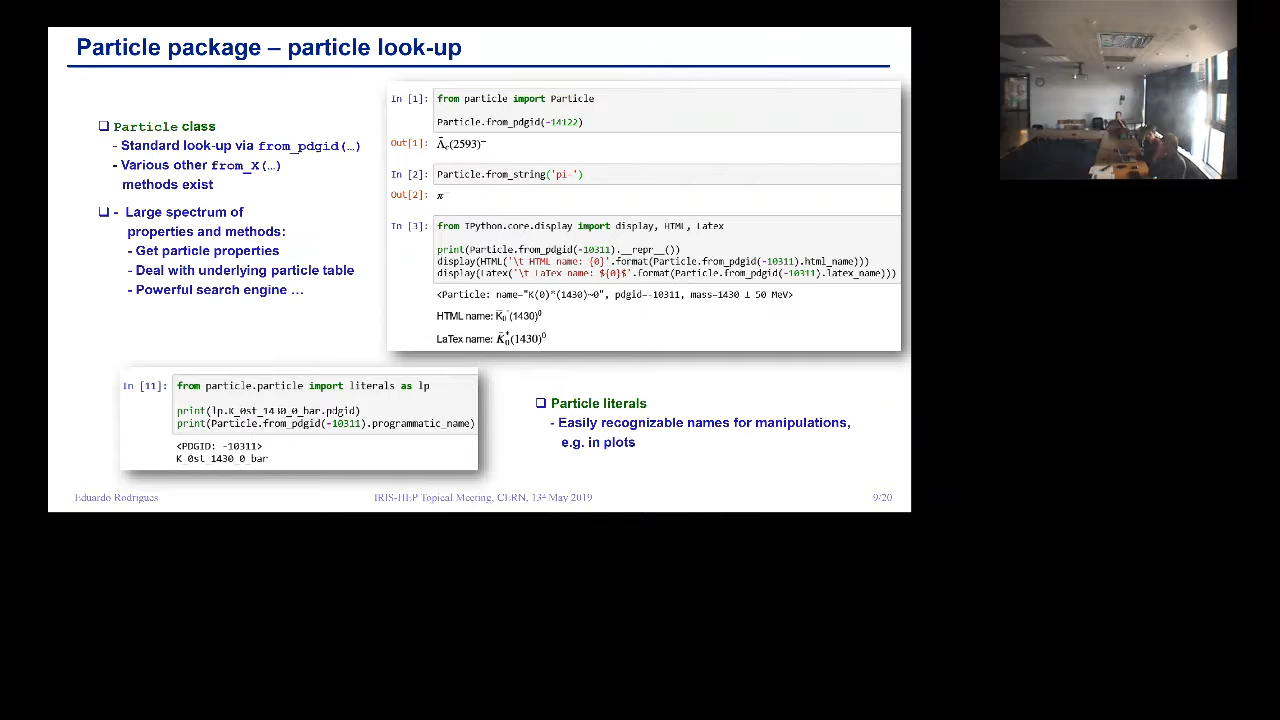 Particle package – particle look-up
❑ Particle class
- Standard look-up via from_pdgid(…)
- Various other from_X(…)
methods exist
❑ - Large spectrum of
properties and methods:
- Get particle properties
- Deal with underlying particle table
- Powerful search engine …
In [1]: from particle import Particle
Particle.from_pdgid(-14122)
Out[1]: Λ̄c(2593)⁻
In [2]: Particle.from_string('pi-')
Out[2]: π⁻
In [3]: from IPython.core.display import display, HTML, Latex
print(Particle.from_pdgid(-10311).__repr__())
display(HTML('\t HTML name: {0}'.format(Particle.from_pdgid(-10311).html_name)))
display(Latex('\t LaTex name: ${0}$'.format(Particle.from_pdgid(-10311).latex_name)))
<Particle: name="K(0)*(1430)~0", pdgid=-10311, mass=1430 ± 50 MeV>
HTML name: K̄₀*(1430)⁰
LaTex name: K̄₀*(1430)⁰
In [11]: from particle.particle import literals as lp
print(lp.K_0st_1430_0_bar.pdgid)
print(Particle.from_pdgid(-10311).programmatic_name)
<PDGID: -10311>
K_0st_1430_0_bar
❑ Particle literals
- Easily recognizable names for manipulations,
e.g. in plots
Eduardo Rodrigues IRIS-HEP Topical Meeting, CERN, 13ᵗʰ May 2019 9/20